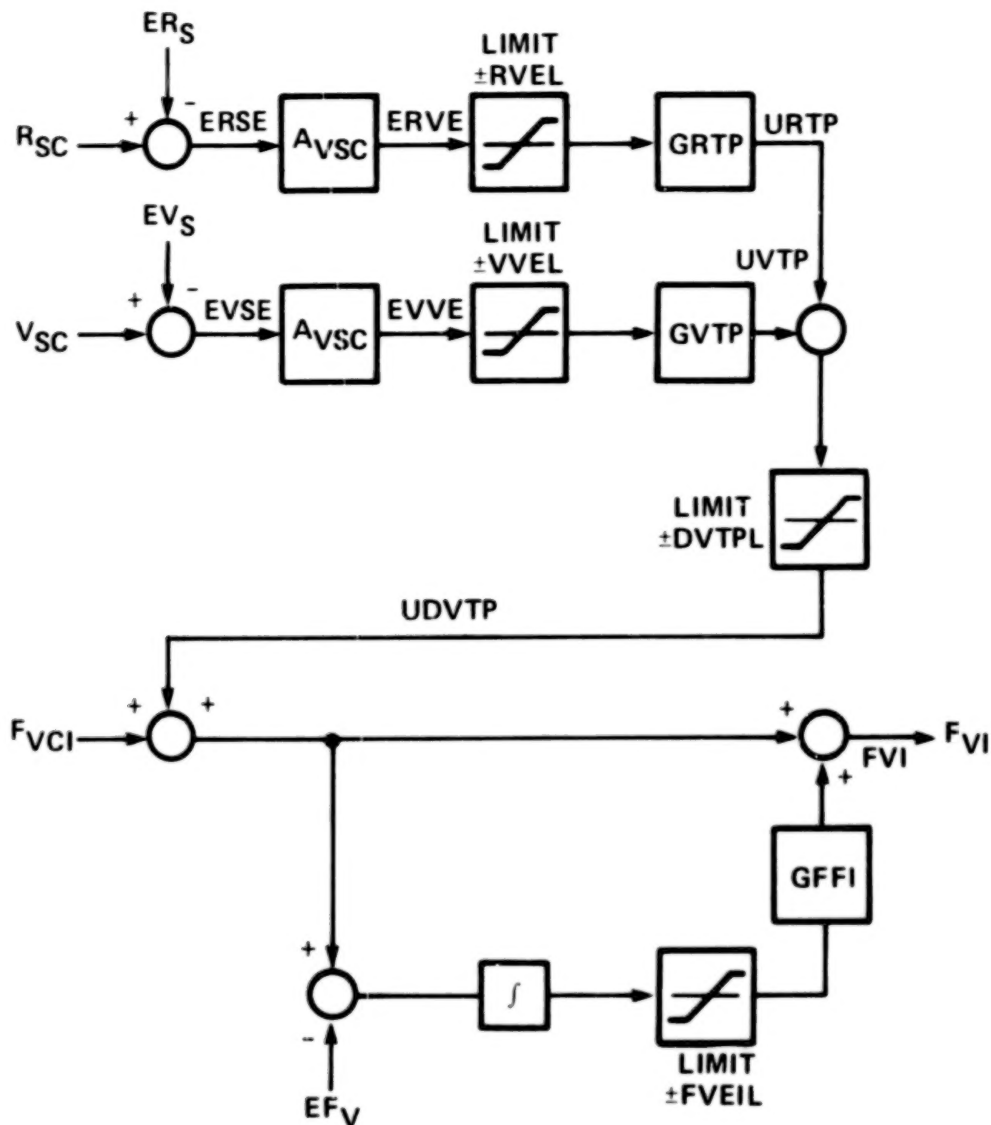 ER_S
LIMIT
±RVEL
+ -
R_SC ERSE A_VSC ERVE GRTP URTP
EV_S
LIMIT
±VVEL
UVTP
+ -
V_SC EVSE A_VSC EVVE GVTP
LIMIT
±DVTPL
UDVTP
+ + +
F_VCI FVI F_VI
+
GFFI
+
∫
-
LIMIT
±FVEIL
EF_V